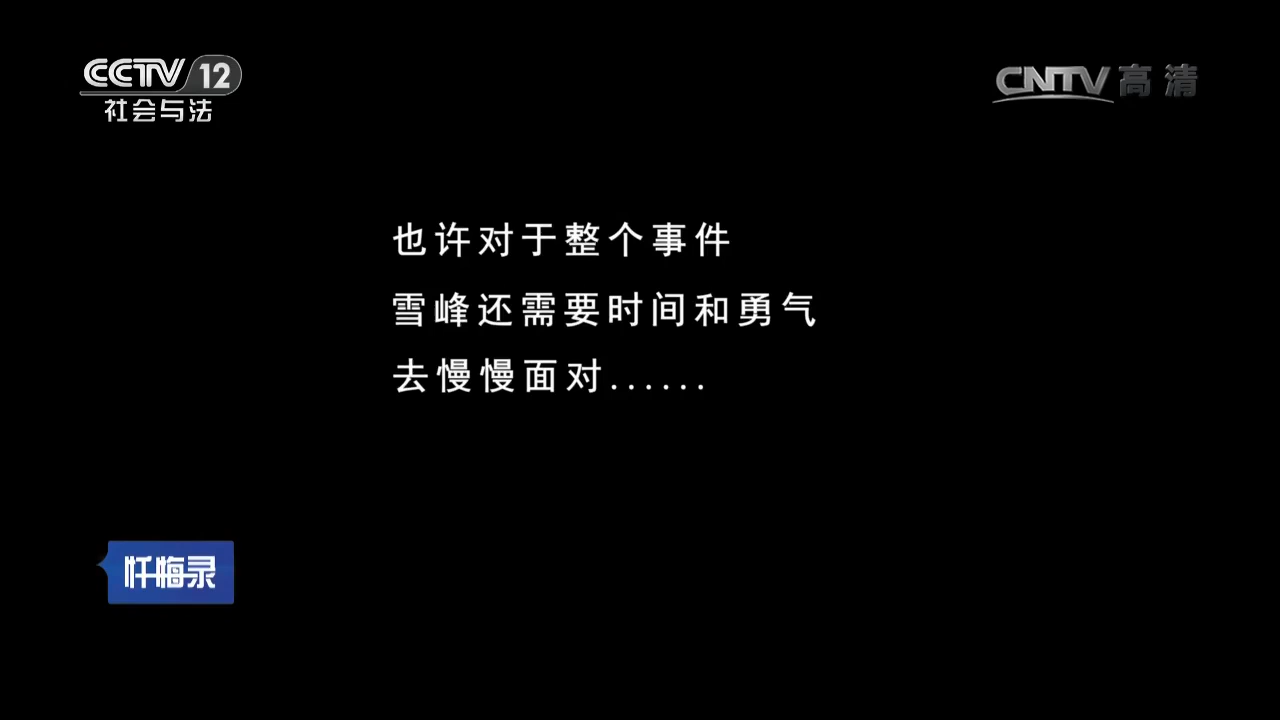 CCTV 12
社会与法
CNTV 高清
也许对于整个事件
雪峰还需要时间和勇气
去慢慢面对......
忏悔录